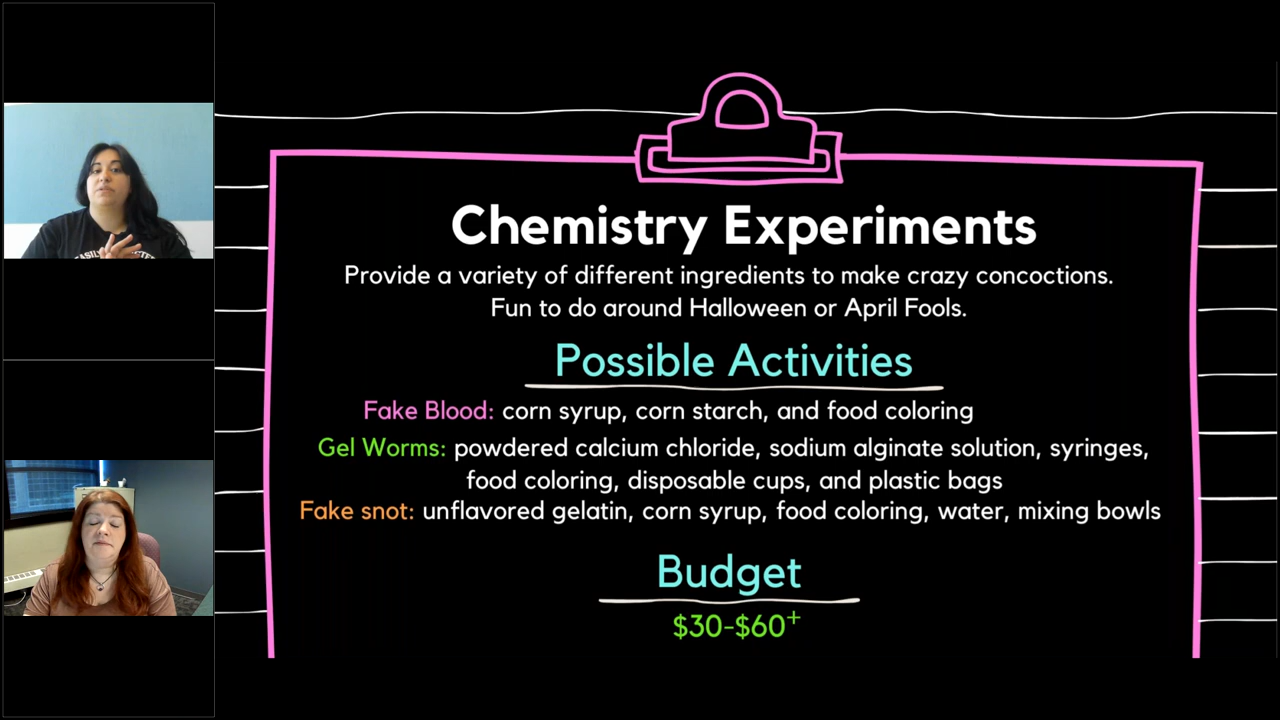 Chemistry Experiments
Provide a variety of different ingredients to make crazy concoctions.
Fun to do around Halloween or April Fools.
Possible Activities
Fake Blood: corn syrup, corn starch, and food coloring
Gel Worms: powdered calcium chloride, sodium alginate solution, syringes,
food coloring, disposable cups, and plastic bags
Fake snot: unflavored gelatin, corn syrup, food coloring, water, mixing bowls
Budget
$30-$60+